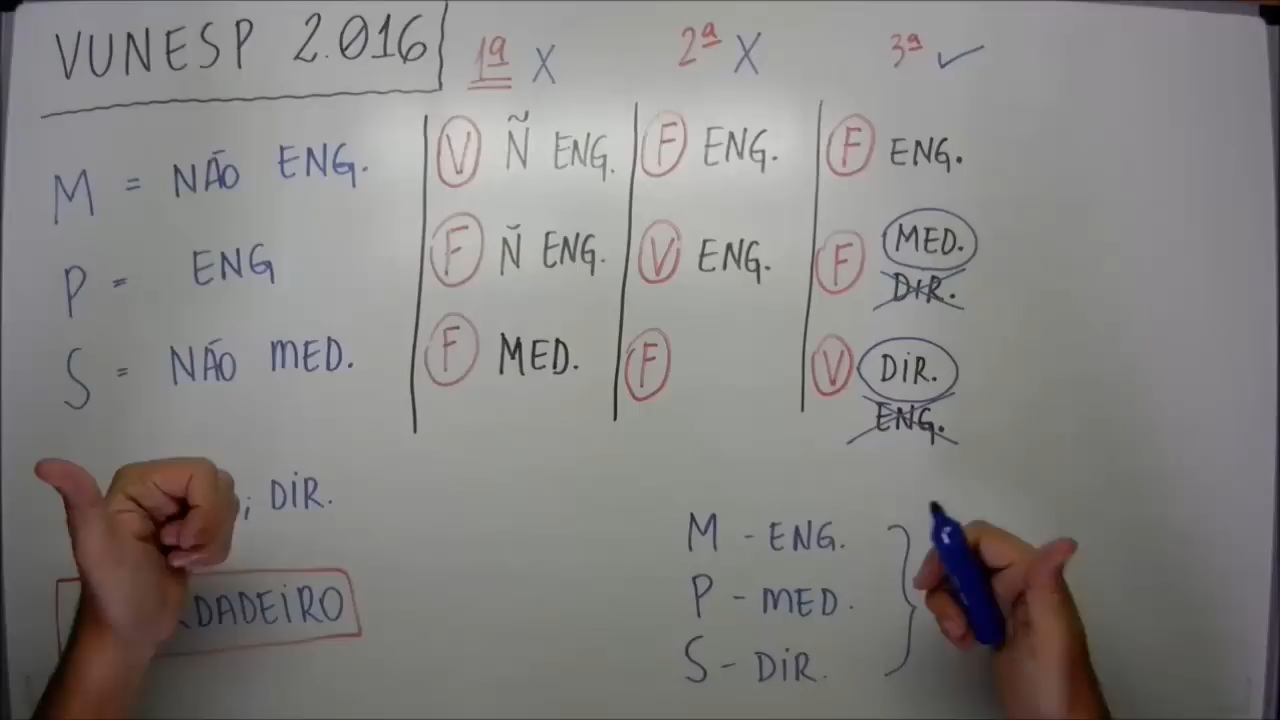 VUNESP 2.016
1ª X
2ª X
3ª ✓
M = NÃO ENG.
P = ENG
S = NÃO MED.
V Ñ ENG.
F Ñ ENG.
F MED.
F ENG.
V ENG.
F
F ENG.
F MED.
DIR.
V DIR.
ENG.
; DIR.
DADEIRO
M - ENG.
P - MED.
S - DIR.